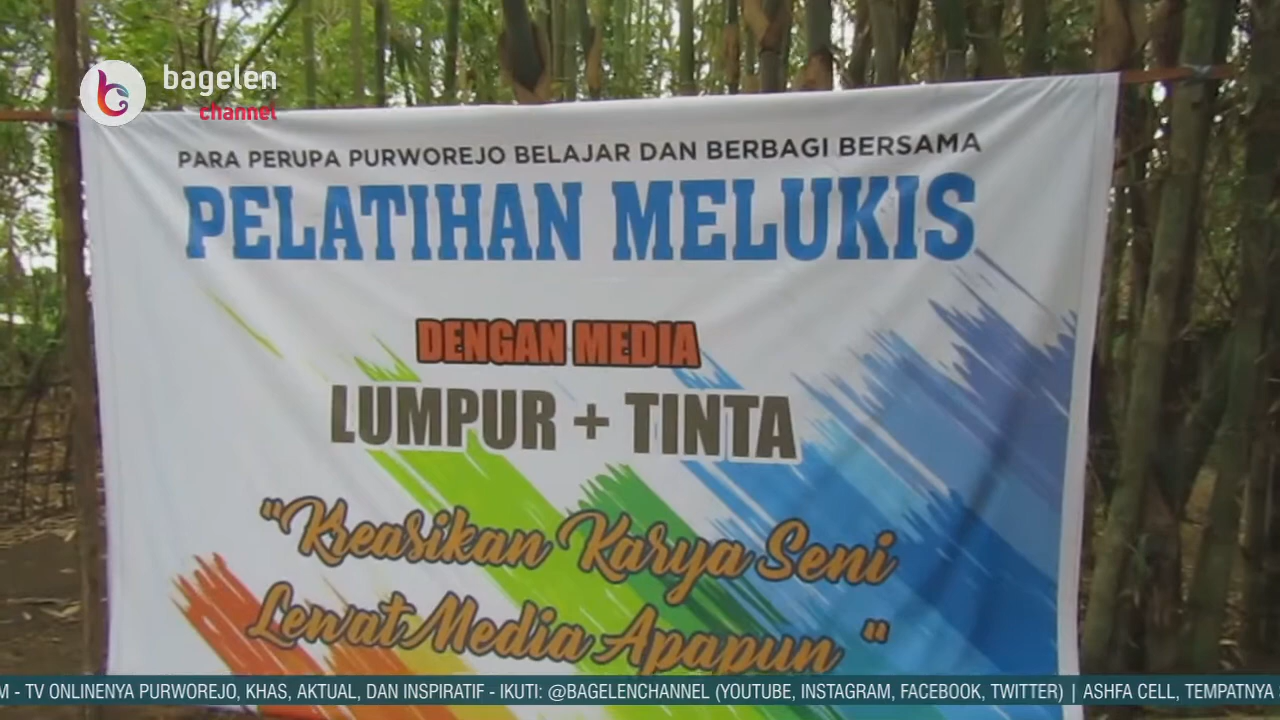 bagelen
channel
PARA PERUPA PURWOREJO BELAJAR DAN BERBAGI BERSAMA
PELATIHAN MELUKIS
DENGAN MEDIA
LUMPUR + TINTA
"Kreasikan Karya Seni
Lewat Media Apapun "
M - TV ONLINENYA PURWOREJO, KHAS, AKTUAL, DAN INSPIRATIF - IKUTI: @BAGELENCHANNEL (YOUTUBE, INSTAGRAM, FACEBOOK, TWITTER) | ASHFA CELL, TEMPATNYA